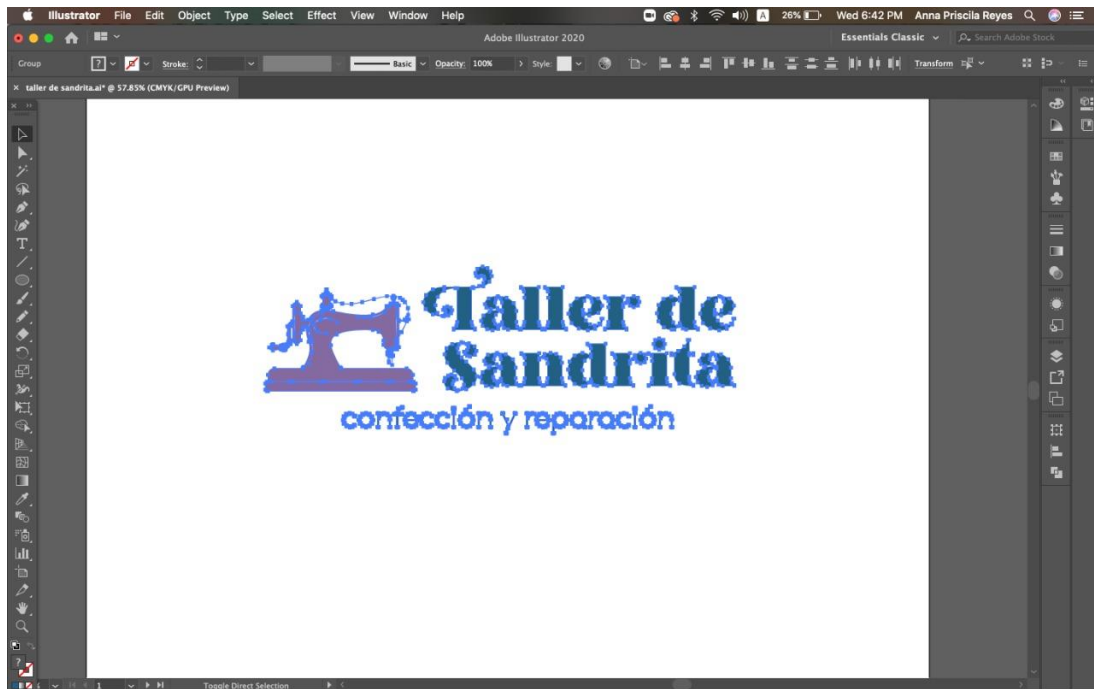 Illustrator File Edit Object Type Select Effect View Window Help A 26% Wed 6:42 PM Anna Priscila Reyes
Adobe Illustrator 2020 Essentials Classic Search Adobe Stock
Group ? Stroke: Basic Opacity: 100% Style: Transform
× taller de sandrita.ai* @ 57.85% (CMYK/GPU Preview)
Taller de
Sandrita
confección y reparación
?
1 Toggle Direct Selection